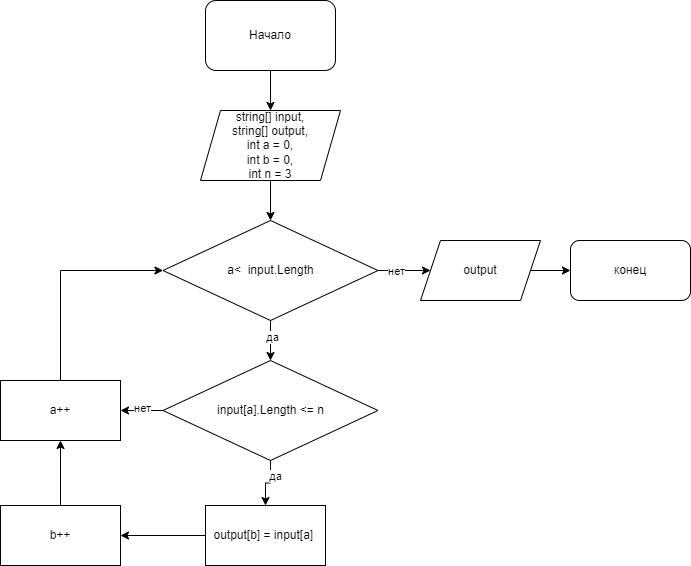 Начало
string[] input,
string[] output,
int a = 0,
int b = 0,
int n = 3
a<  input.Length
нет
output
конец
да
input[a].Length <= n
нет
a++
да
output[b] = input[a]
b++